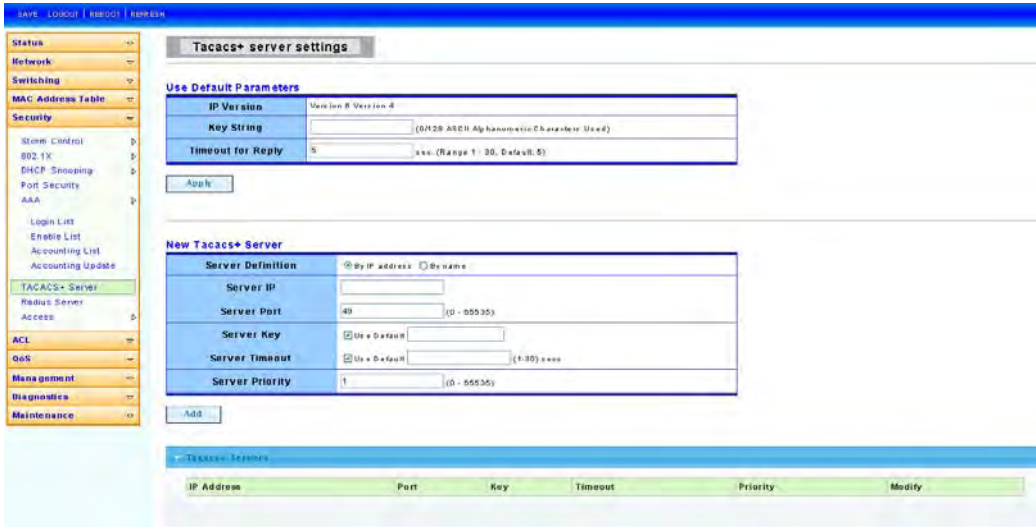 SAVE LOGOUT | REBOOT | REFRESH
Status
Network
Switching
MAC Address Table
Security
Storm Control
802.1X
DHCP Snooping
Port Security
AAA
Login List
Enable List
Accounting List
Accounting Update
TACACS+ Server
Radius Server
Access
ACL
QoS
Management
Diagnostics
Maintenance
Tacacs+ server settings
Use Default Parameters
IP Version Version 6 Version 4
Key String (0/128 ASCII Alphanumeric Characters Used)
Timeout for Reply 5 sec. (Range 1 - 30, Default: 5)
Apply
New Tacacs+ Server
Server Definition By IP address By name
Server IP
Server Port 49 (0 - 65535)
Server Key Use Default
Server Timeout Use Default (1-30) secs
Server Priority 1 (0 - 65535)
Add
Tacacs+ Servers
IP Address Port Key Timeout Priority Modify